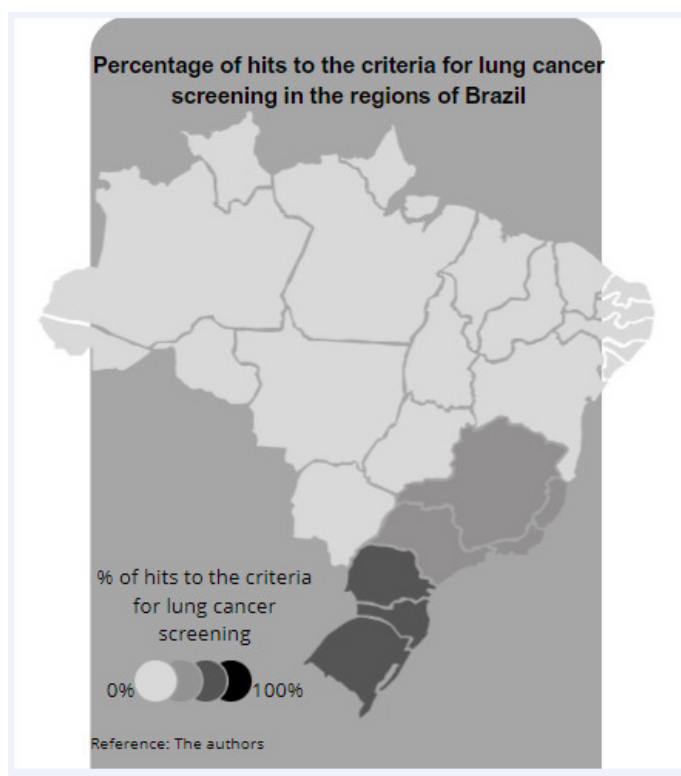 Percentage of hits to the criteria for lung cancer
screening in the regions of Brazil
% of hits to the criteria
for lung cancer
screening
0% 100%
Reference: The authors